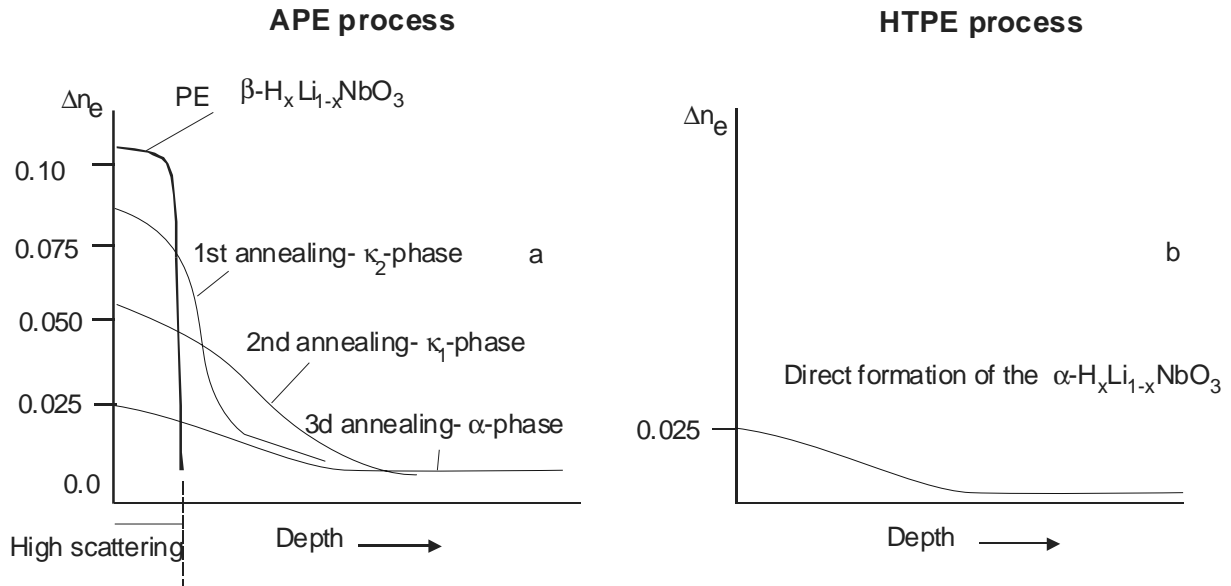 APE process
HTPE process
Δne
PE
β-HxLi1-xNbO3
0.10
0.075
0.050
0.025
0.0
1st annealing- κ2-phase
a
2nd annealing- κ1-phase
3d annealing- α-phase
High scattering
Depth
Δne
b
Direct formation of the α-HxLi1-xNbO3
0.025
Depth